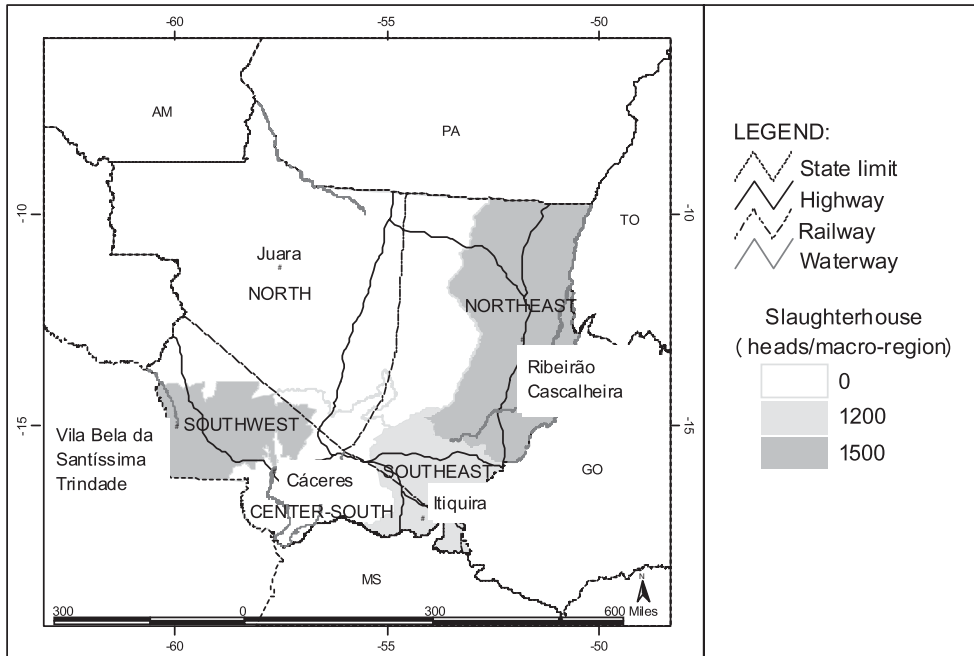 -60
-55
-50
AM
PA
-10
-10
TO
Juara
NORTH
NORTHEAST
Ribeirão
Cascalheira
-15
-15
SOUTHWEST
Vila Bela da
Santíssima
Trindade
SOUTHEAST
GO
Cáceres
Itiquira
CENTER-SOUTH
MS
N
300
0
300
600 Miles
-60
-55
-50
LEGEND:
State limit
Highway
Railway
Waterway
Slaughterhouse
( heads/macro-region)
0
1200
1500